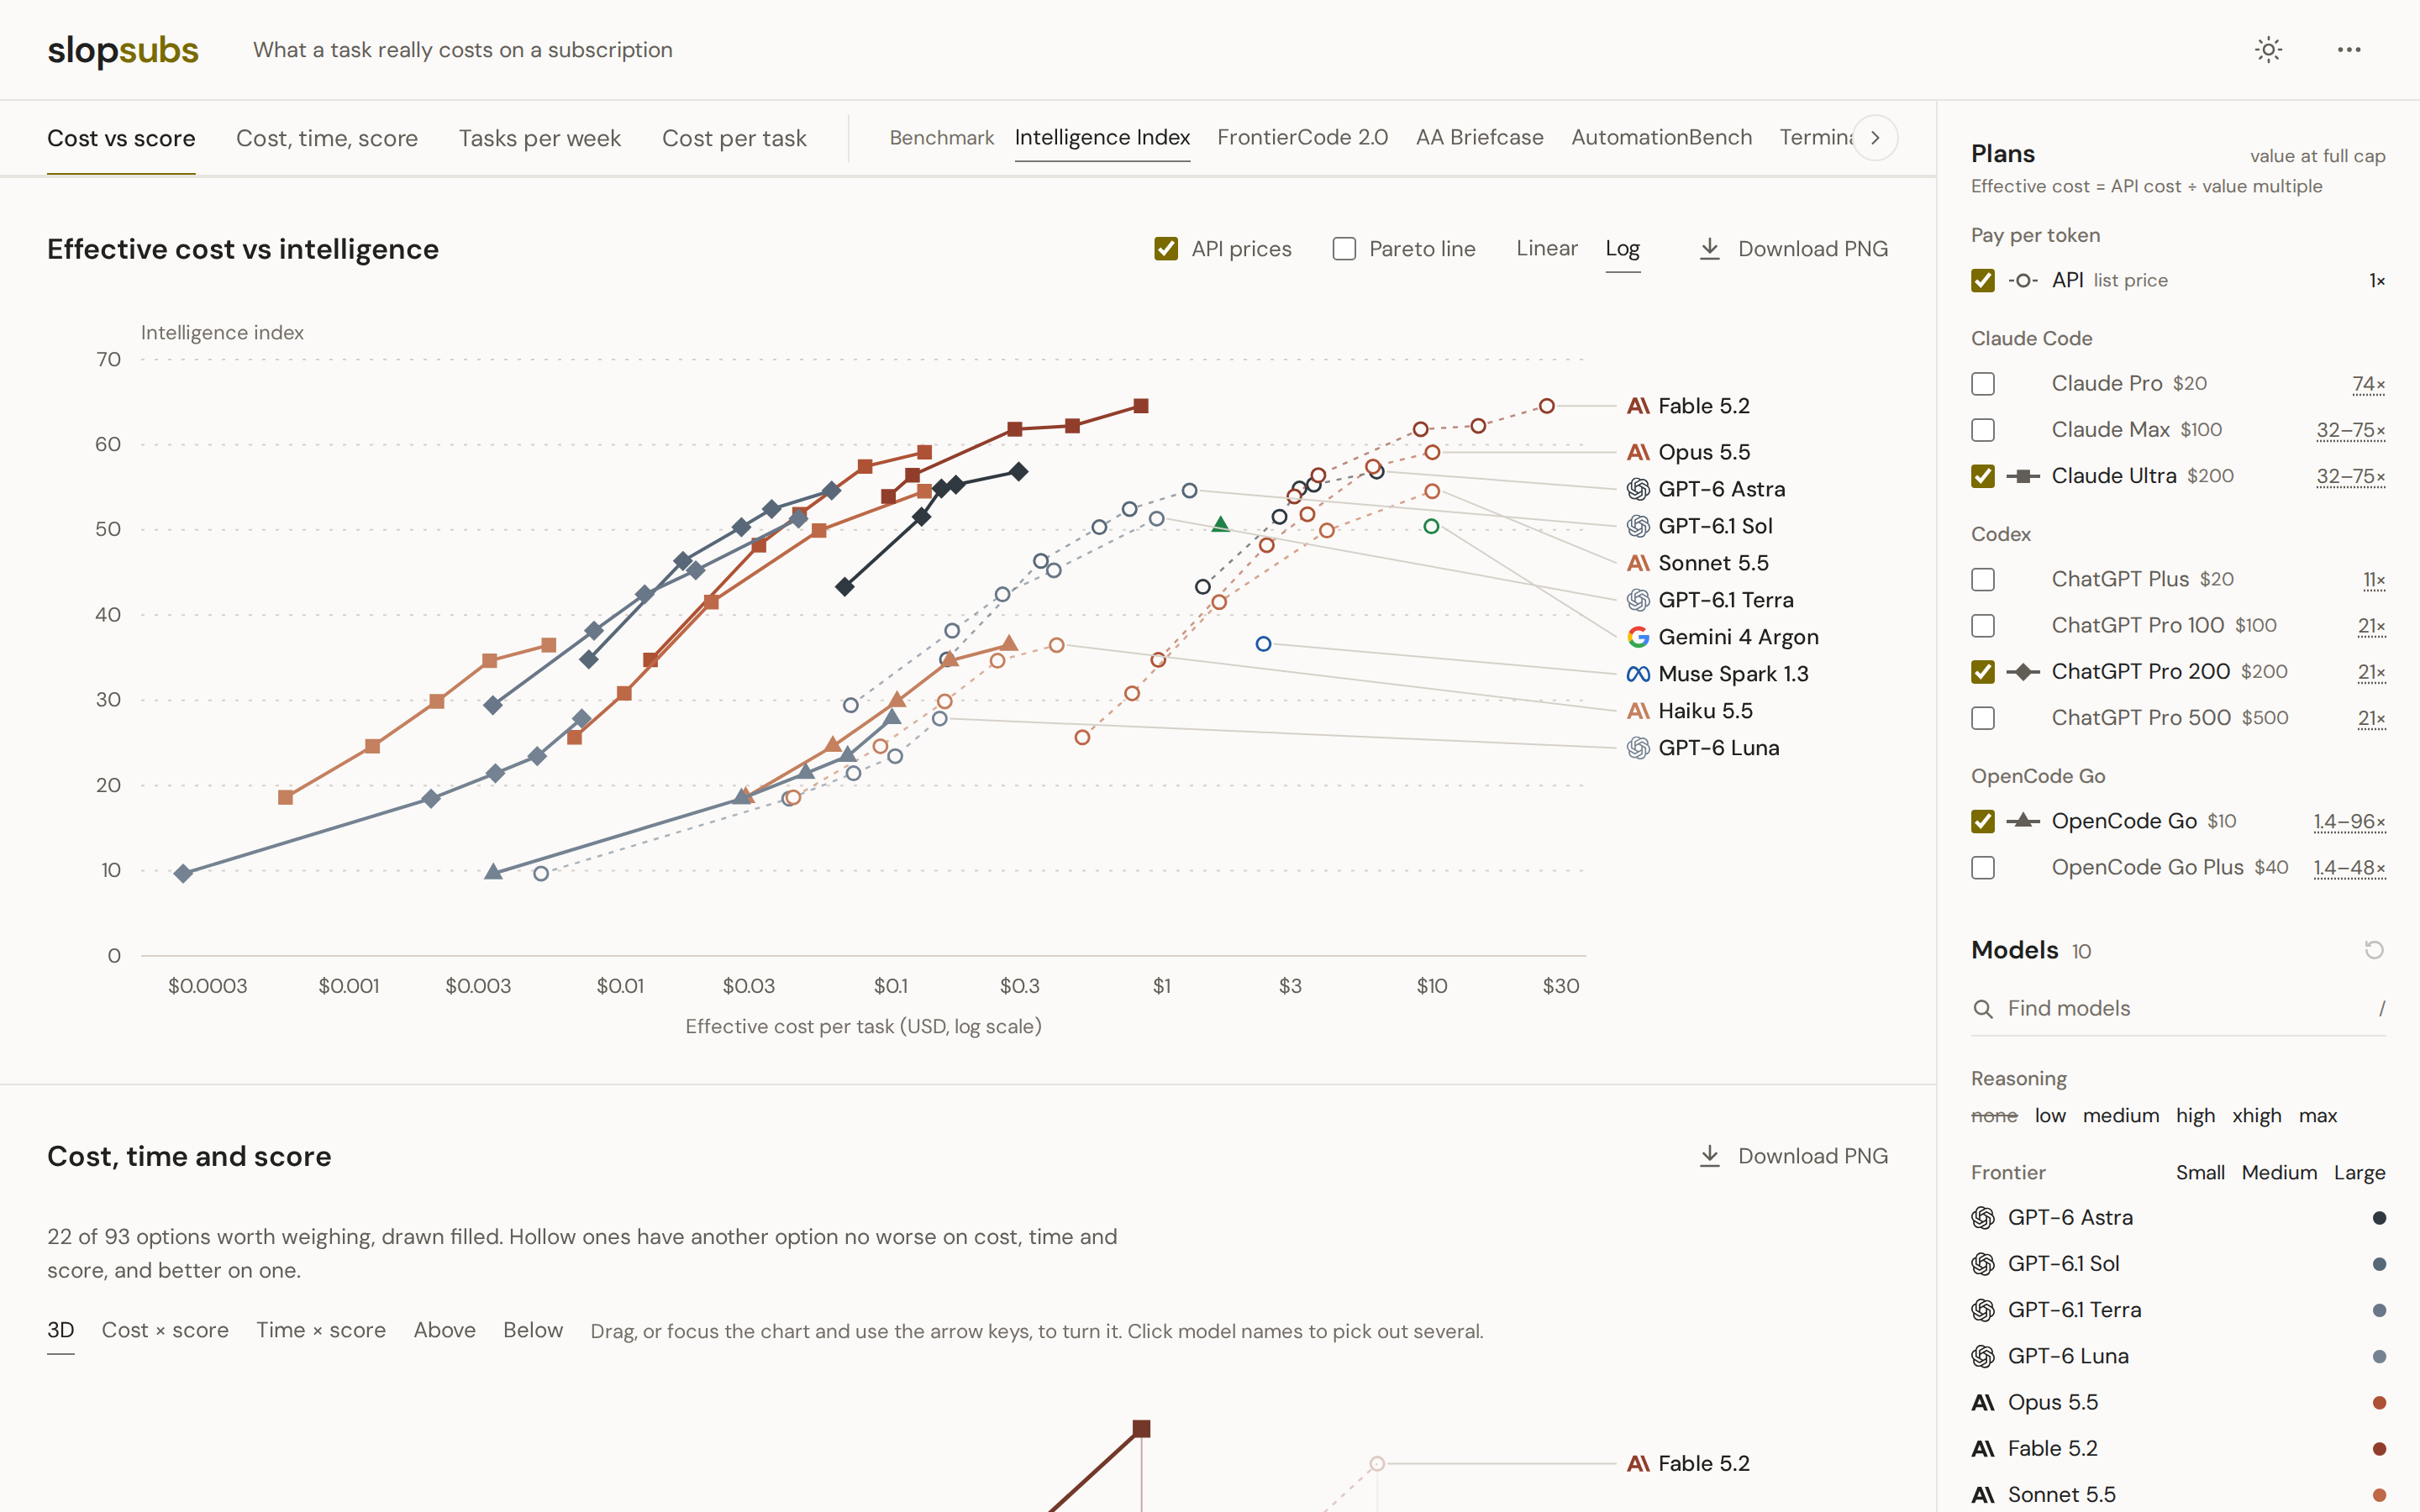 slopsubs
What a task really costs on a subscription
Cost vs score
Cost, time, score
Tasks per week
Cost per task
Benchmark
Intelligence Index
FrontierCode 2.0
AA Briefcase
AutomationBench
Effective cost vs intelligence
API prices
Pareto line
Linear
Log
Download PNG
Intelligence index
70
60
50
40
30
20
10
0
$0.0003
$0.001
$0.003
$0.01
$0.03
$0.1
$0.3
$1
$3
$10
$30
Effective cost per task (USD, log scale)
Fable 5.2
Opus 5.5
GPT-6 Astra
GPT-6.1 Sol
Sonnet 5.5
GPT-6.1 Terra
Gemini 4 Argon
Muse Spark 1.3
Haiku 5.5
GPT-6 Luna
Cost, time and score
Download PNG
22 of 93 options worth weighing, drawn filled. Hollow ones have another option no worse on cost, time and
score, and better on one.
3D
Cost × score
Time × score
Above
Below
Drag, or focus the chart and use the arrow keys, to turn it. Click model names to pick out several.
Fable 5.2
Plans
value at full cap
Effective cost = API cost ÷ value multiple
Pay per token
API list price 1×
Claude Code
Claude Pro $20 74×
Claude Max $100 32–75×
Claude Ultra $200 32–75×
Codex
ChatGPT Plus $20 11×
ChatGPT Pro 100 $100 21×
ChatGPT Pro 200 $200 21×
ChatGPT Pro 500 $500 21×
OpenCode Go
OpenCode Go $10 1.4–96×
OpenCode Go Plus $40 1.4–48×
Models 10
Find models /
Reasoning
none low medium high xhigh max
Frontier Small Medium Large
GPT-6 Astra
GPT-6.1 Sol
GPT-6.1 Terra
GPT-6 Luna
Opus 5.5
Fable 5.2
Sonnet 5.5